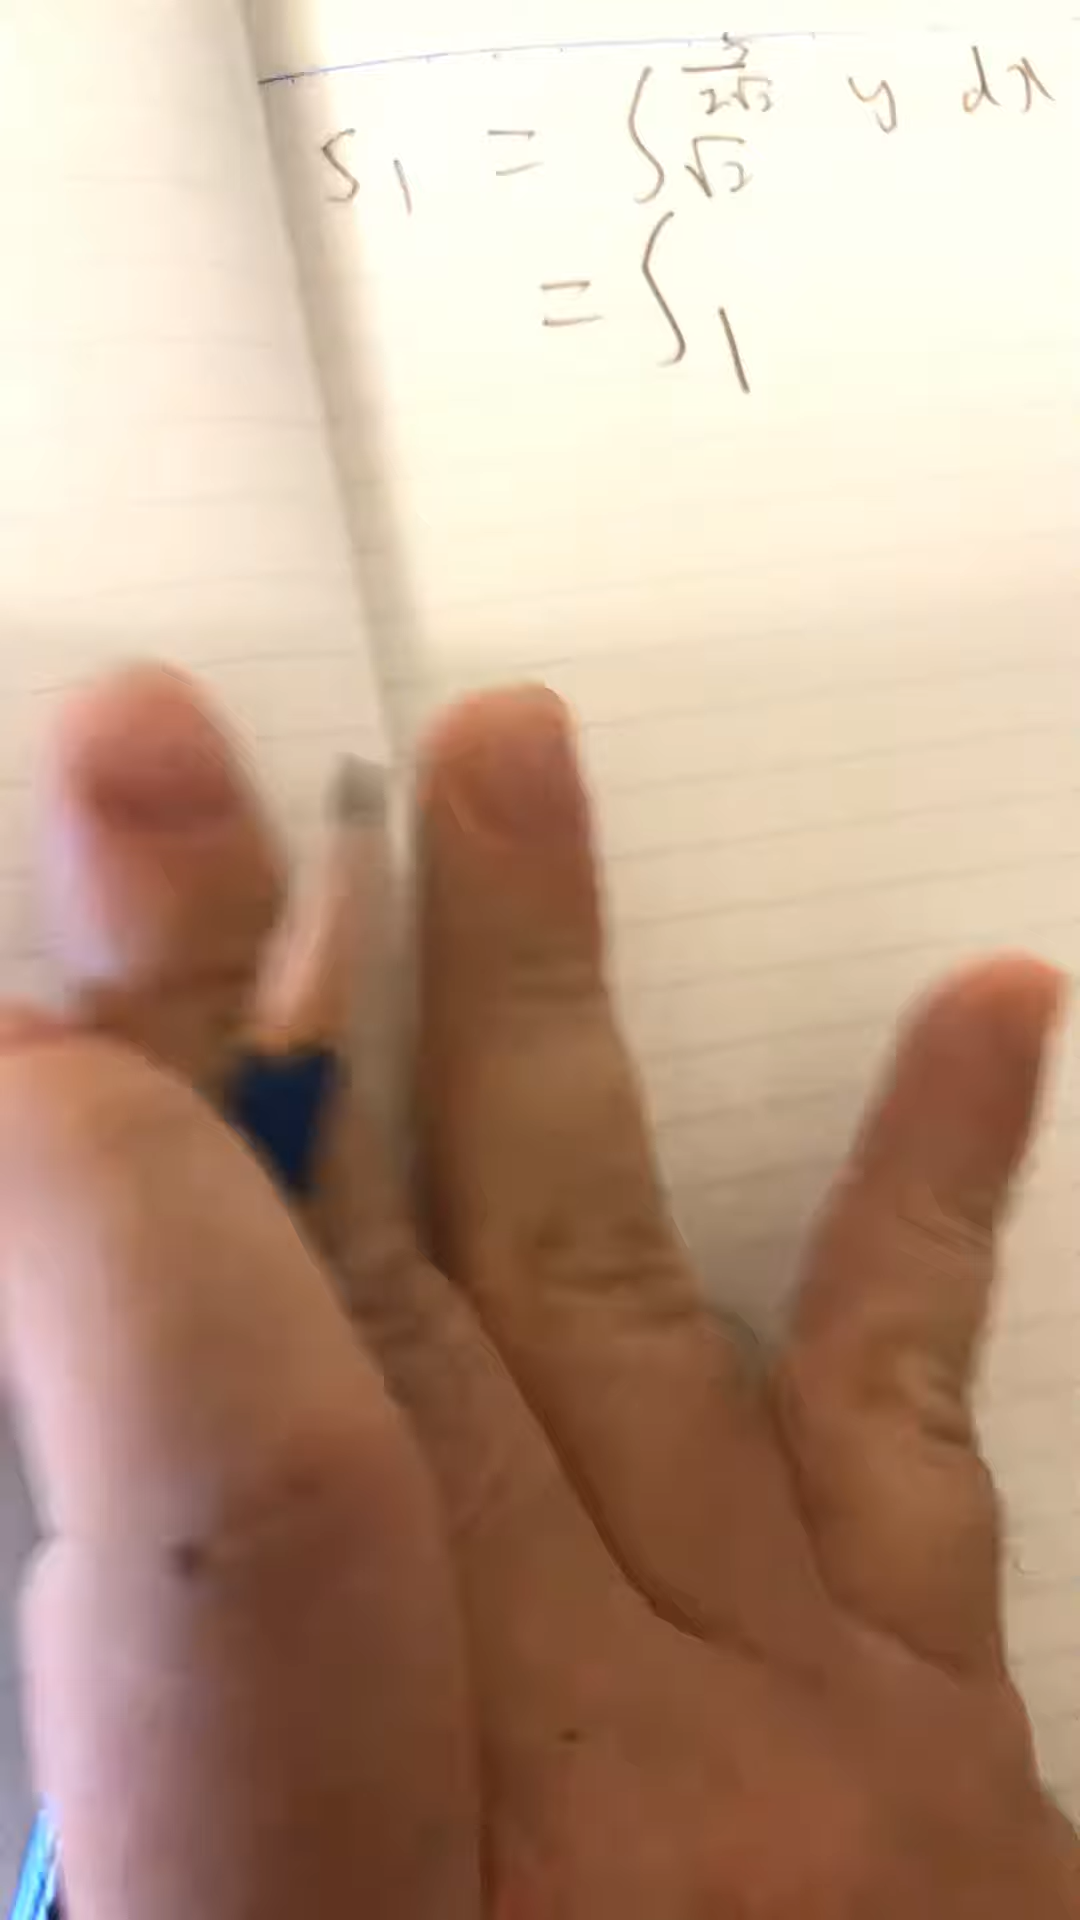 S₁ = ∫_{√2}^{5/(2√2)} y dx
= ∫₁